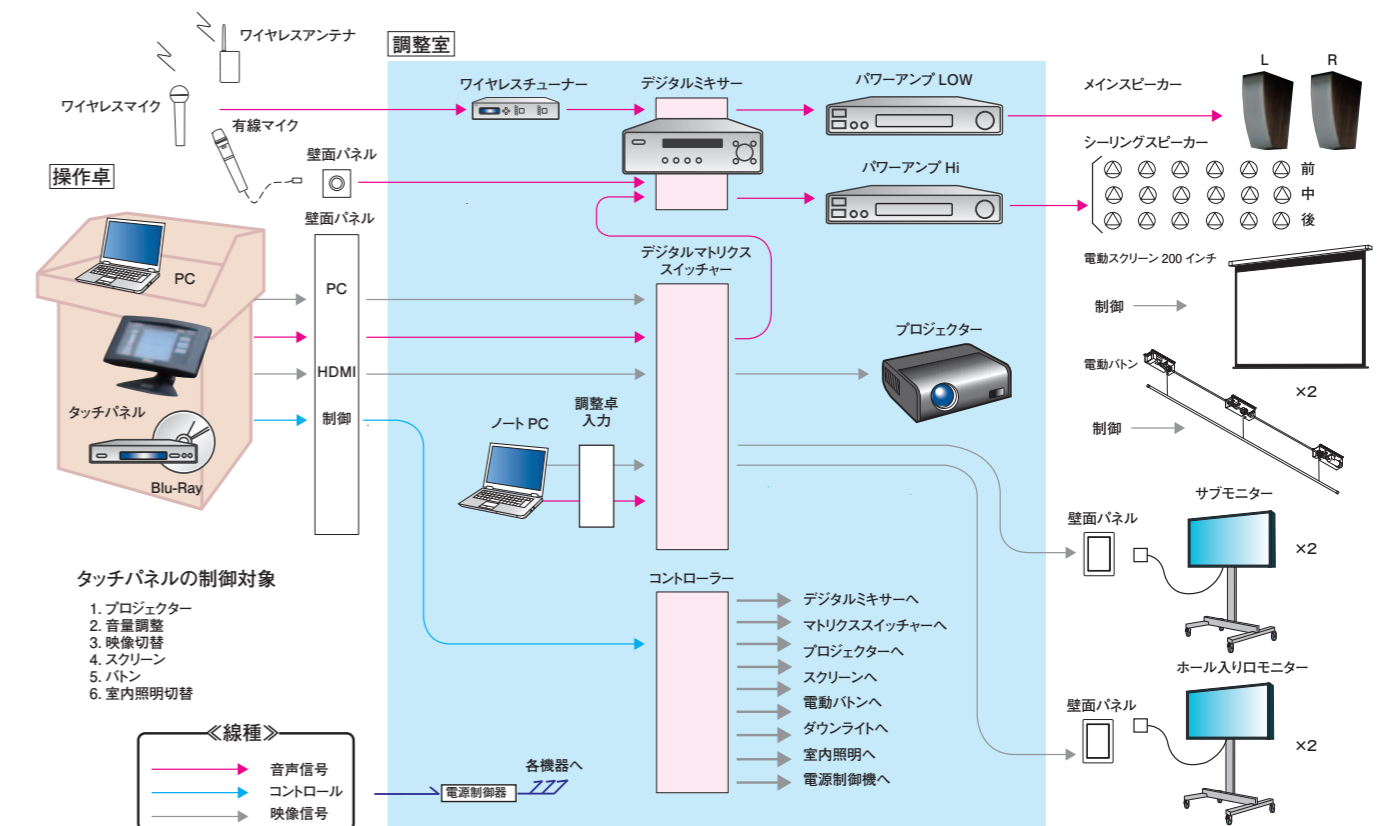 ワイヤレスアンテナ
調整室
ワイヤレスマイク
有線マイク
壁面パネル
操作卓
壁面パネル
PC
タッチパネル
Blu-Ray
PC
HDMI
制御
ワイヤレスチューナー
デジタルミキサー
パワーアンプ LOW
パワーアンプ Hi
デジタルマトリクス
スイッチャー
プロジェクター
ノート PC
調整卓
入力
コントローラー
デジタルミキサーへ
マトリクススイッチャーへ
プロジェクターへ
スクリーンへ
電動バトンへ
ダウンライトへ
室内照明へ
電源制御機へ
メインスピーカー
L
R
シーリングスピーカー
前
中
後
電動スクリーン 200 インチ
制御
×2
電動バトン
制御
サブモニター
壁面パネル
×2
ホール入り口モニター
壁面パネル
×2
タッチパネルの制御対象
1. プロジェクター
2. 音量調整
3. 映像切替
4. スクリーン
5. バトン
6. 室内照明切替
≪線種≫
音声信号
コントロール
映像信号
電源制御器
各機器へ